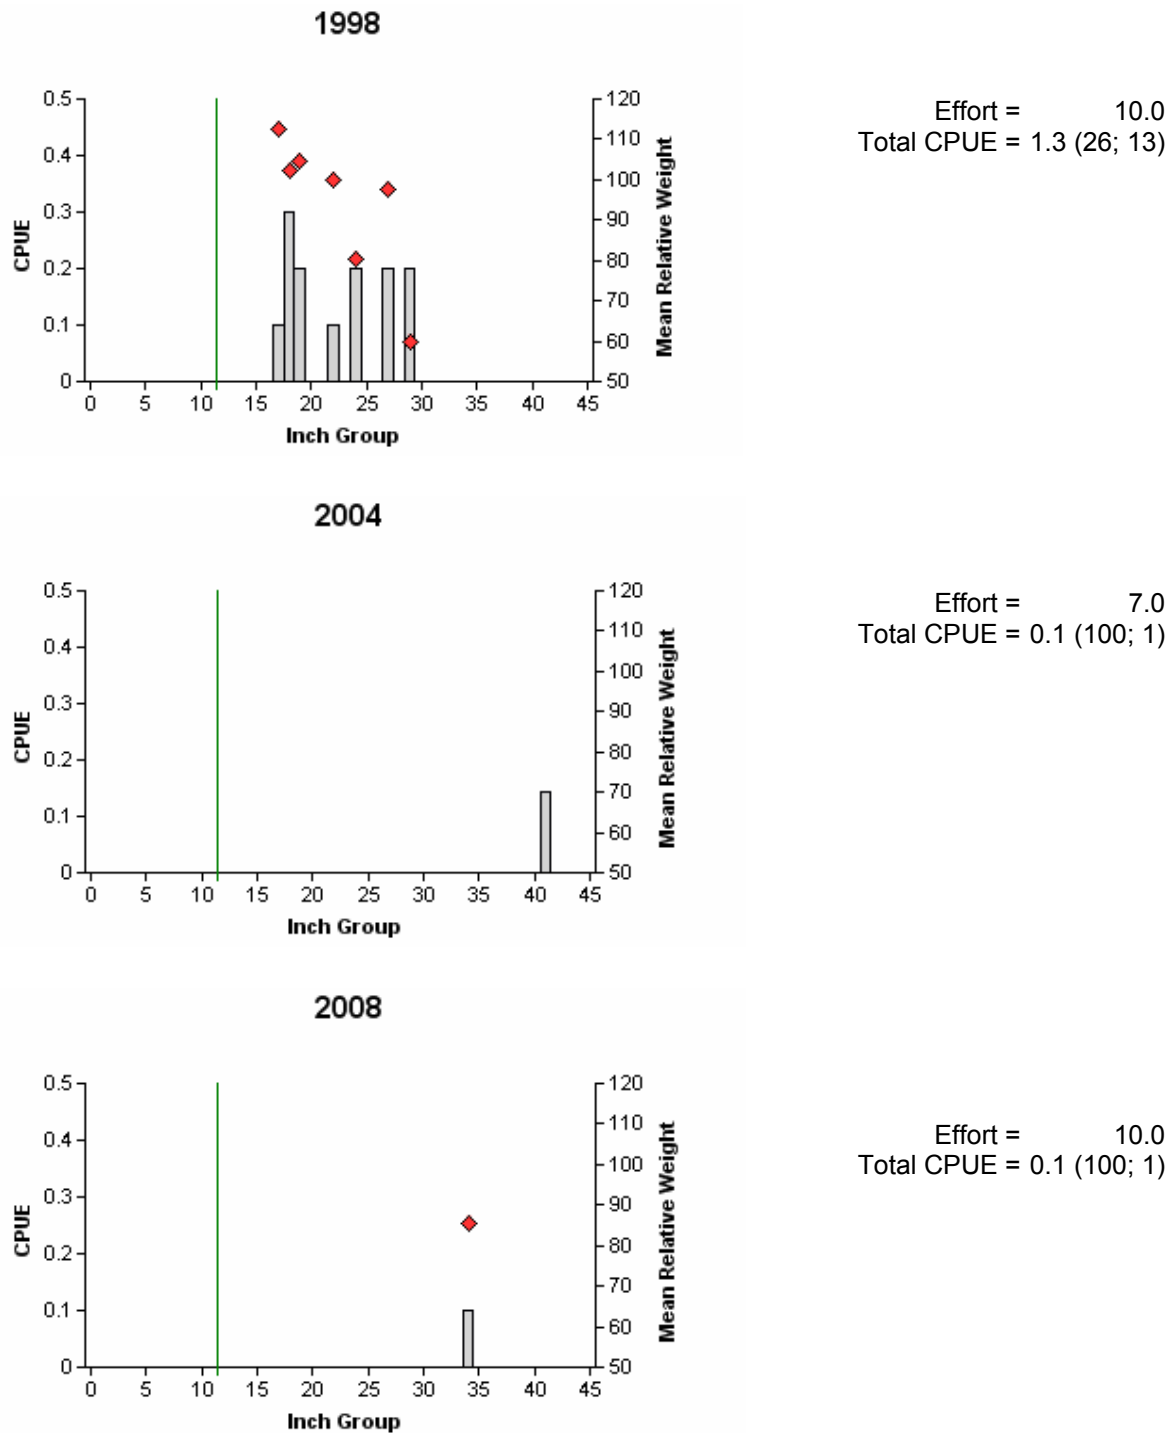 1998
0.5
0.4
0.3
0.2
0.1
0
CPUE
120
110
100
90
80
70
60
50
Mean Relative Weight
0 5 10 15 20 25 30 35 40 45
Inch Group
Effort = 10.0
Total CPUE = 1.3 (26; 13)
2004
0.5
0.4
0.3
0.2
0.1
0
CPUE
120
110
100
90
80
70
60
50
Mean Relative Weight
0 5 10 15 20 25 30 35 40 45
Inch Group
Effort = 7.0
Total CPUE = 0.1 (100; 1)
2008
0.5
0.4
0.3
0.2
0.1
0
CPUE
120
110
100
90
80
70
60
50
Mean Relative Weight
0 5 10 15 20 25 30 35 40 45
Inch Group
Effort = 10.0
Total CPUE = 0.1 (100; 1)